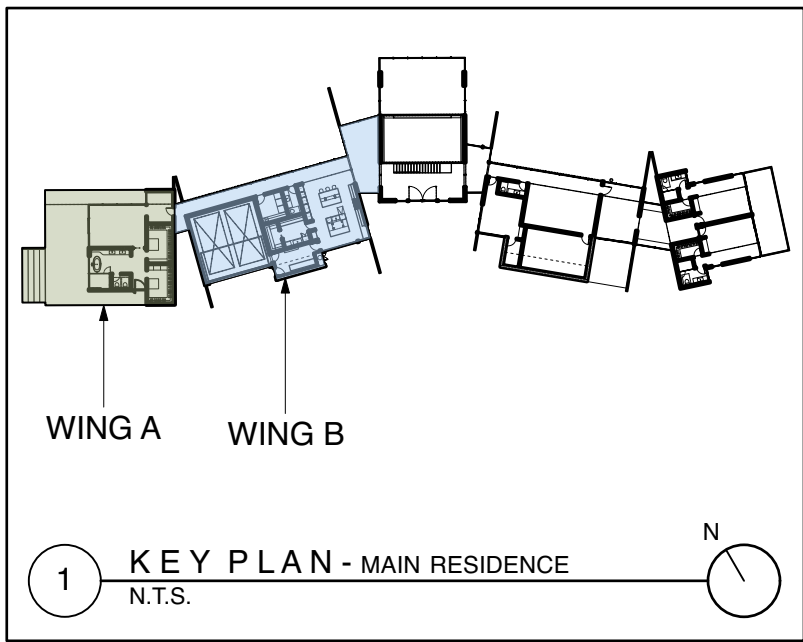 WING A
WING B
1
KEY PLAN - MAIN RESIDENCE
N.T.S.
N